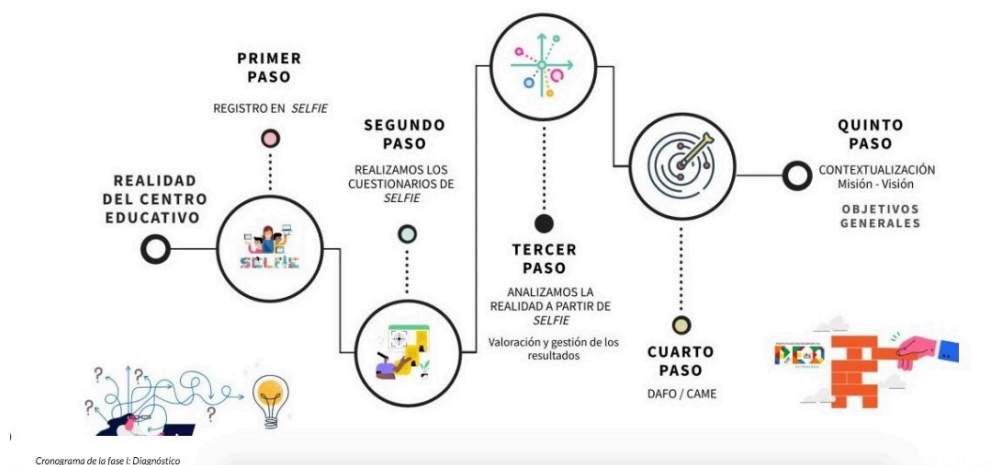 PRIMER
PASO
REGISTRO EN SELFIE
SEGUNDO
PASO
REALIZAMOS LOS
CUESTIONARIOS DE
SELFIE
REALIDAD
DEL CENTRO
EDUCATIVO
SELFIE
TERCER
PASO
ANALIZAMOS LA
REALIDAD A PARTIR DE
SELFIE
Valoración y gestión de los
resultados
CUARTO
PASO
DAFO / CAME
QUINTO
PASO
CONTEXTUALIZACIÓN
Misión - Visión
OBJETIVOS
GENERALES
? ? ? ?
Cronograma de la fase I: Diagnóstico